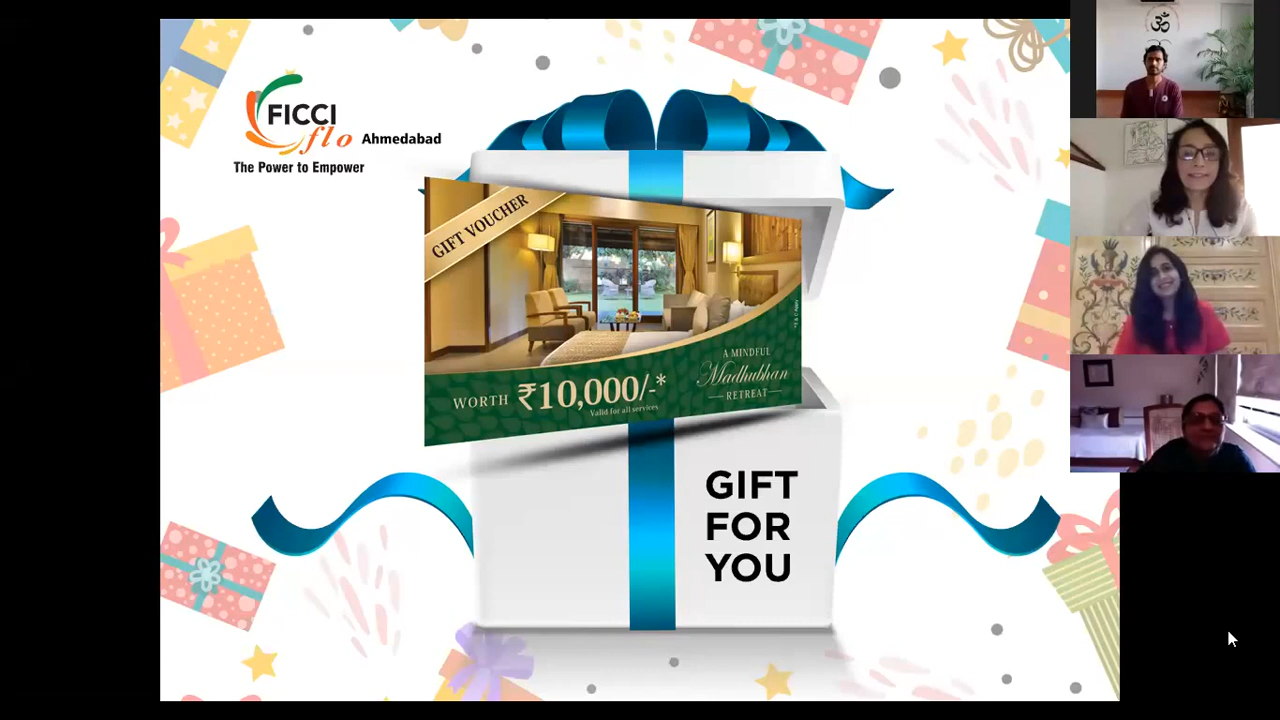 FICCI
flo Ahmedabad
The Power to Empower
GIFT VOUCHER
A MINDFUL
Madhubhan
RETREAT
WORTH ₹10,000/-*
Valid for all services
GIFT
FOR
YOU
ॐ